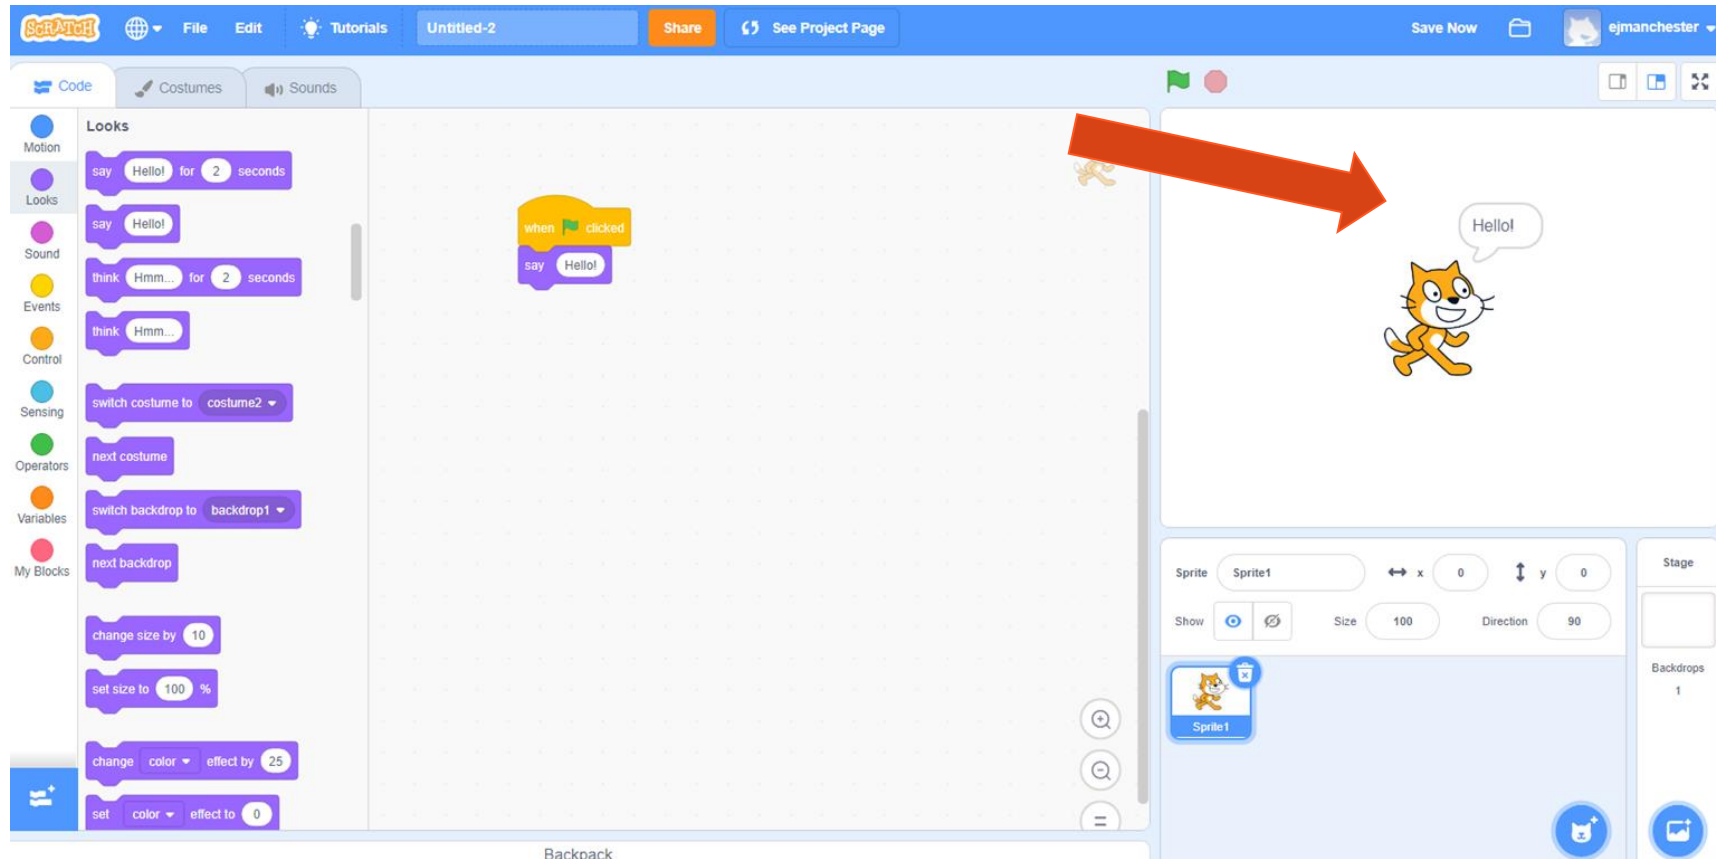 SCRATCH File Edit Tutorials Untitled-2 Share See Project Page Save Now ejmanchester
Code Costumes Sounds
Motion
Looks
Sound
Events
Control
Sensing
Operators
Variables
My Blocks
Looks
say Hello! for 2 seconds
say Hello!
think Hmm... for 2 seconds
think Hmm...
switch costume to costume2
next costume
switch backdrop to backdrop1
next backdrop
change size by 10
set size to 100 %
change color effect by 25
set color effect to 0
when clicked
say Hello!
Hello!
Sprite Sprite1 x 0 y 0
Show Size 100 Direction 90
Sprite1
Stage
Backdrops
1
Backpack